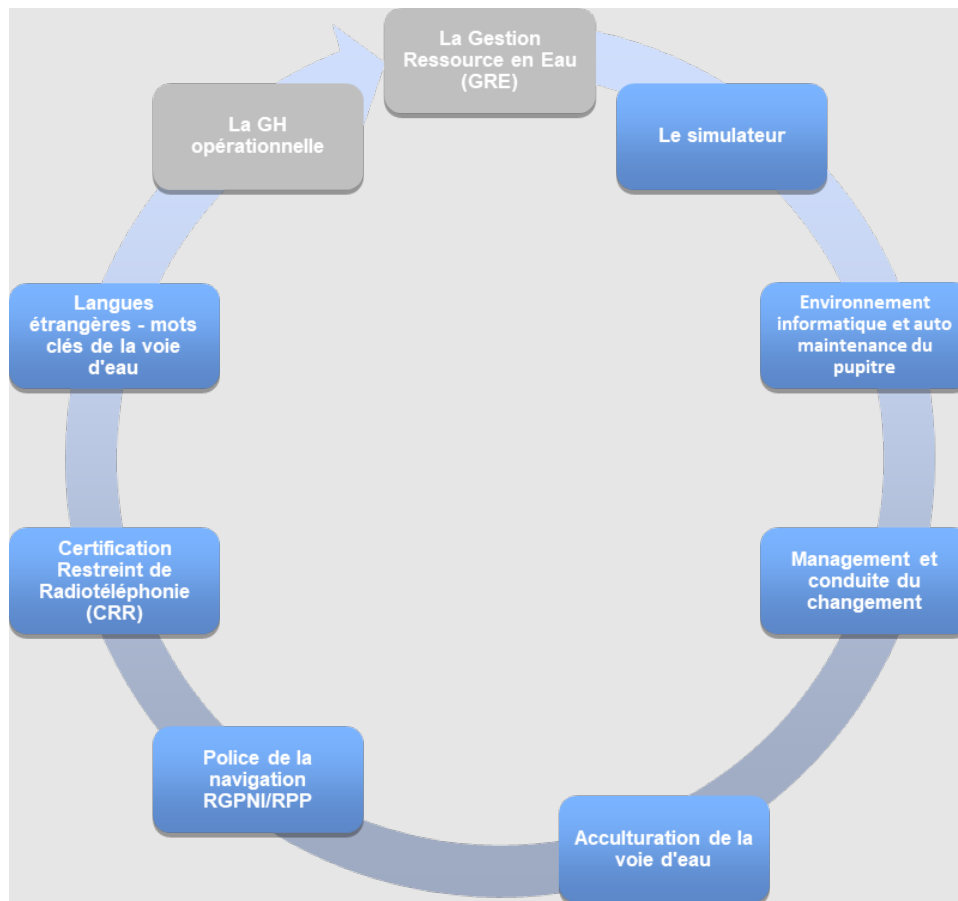 La Gestion
Ressource en Eau
(GRE)
Le simulateur
Environnement
informatique et auto
maintenance du
pupitre
Management et
conduite du
changement
Acculturation de la
voie d'eau
Police de la
navigation
RGPNI/RPP
Certification
Restreint de
Radiotéléphonie
(CRR)
Langues
étrangères - mots
clés de la voie
d'eau
La GH
opérationnelle